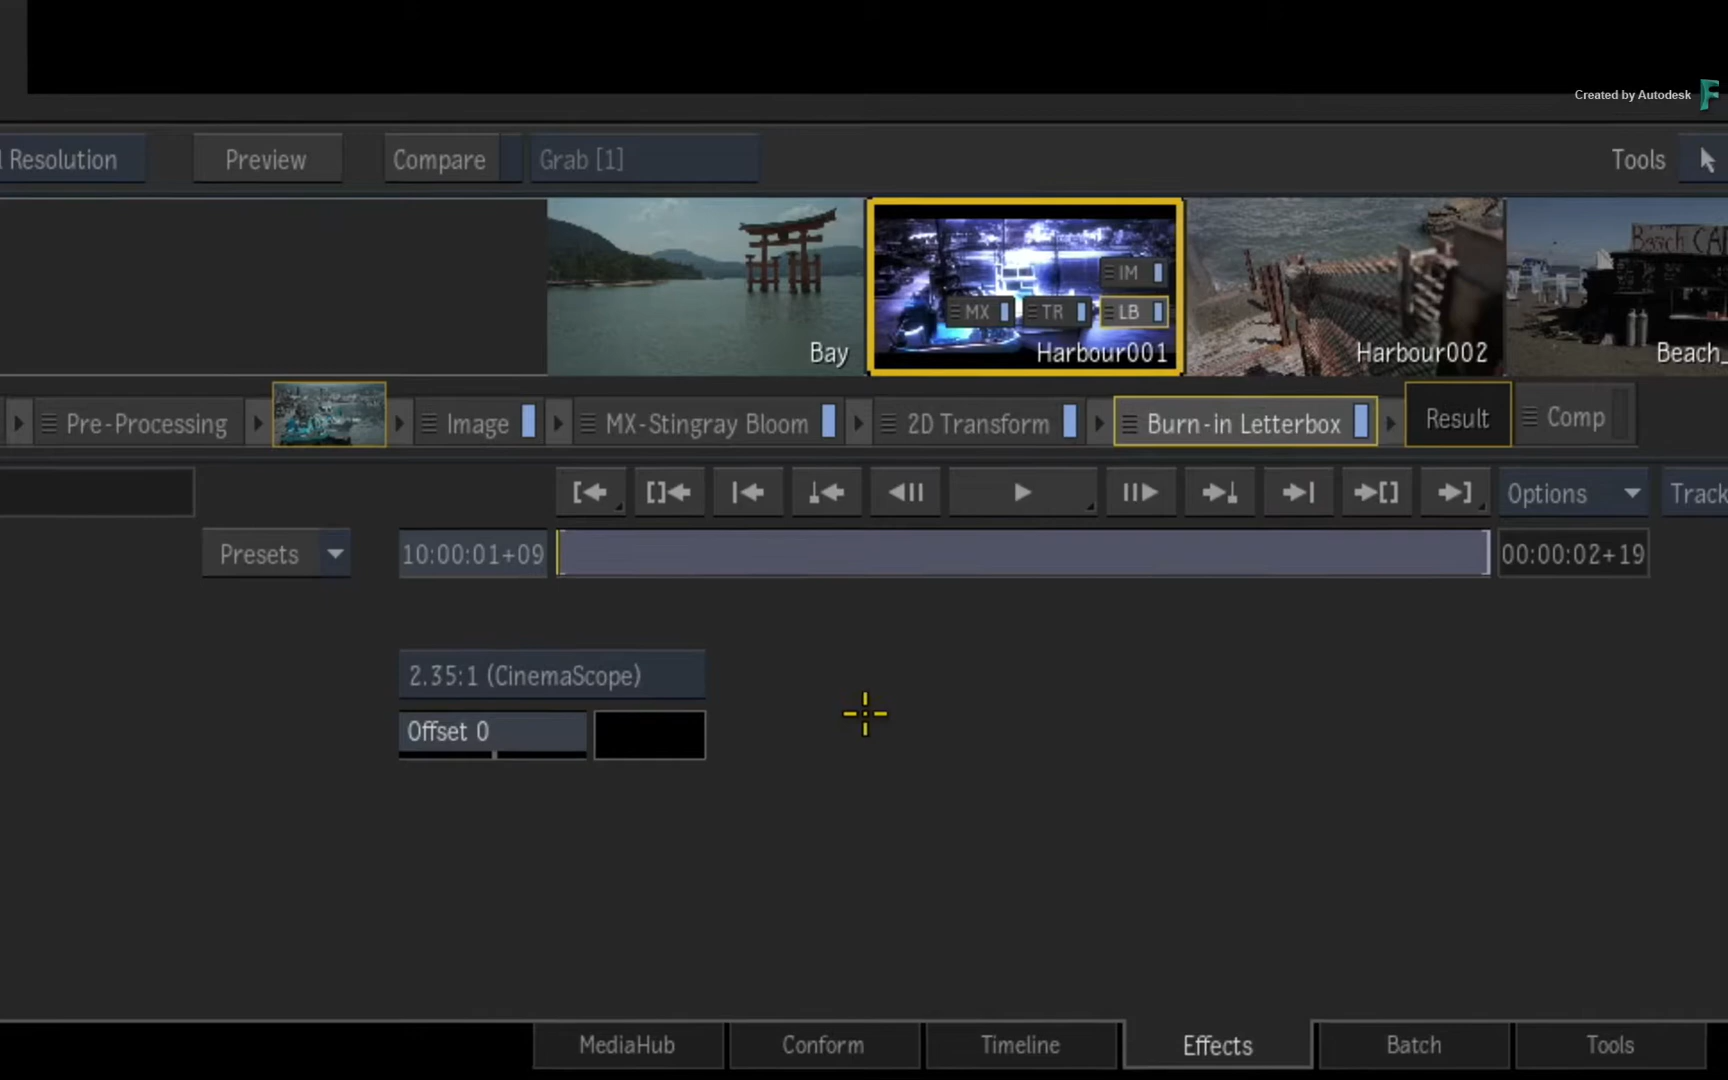 Created by Autodesk
Resolution
Preview
Compare
Grab [1]
Tools
IM
MX
TR
LB
Bay
Harbour001
Harbour002
Beach_
Beach CA
Pre-Processing
Image
MX-Stingray Bloom
2D Transform
Burn-in Letterbox
Result
Comp
Options
Track
Presets
10:00:01+09
00:00:02+19
2.35:1 (CinemaScope)
Offset 0
MediaHub
Conform
Timeline
Effects
Batch
Tools